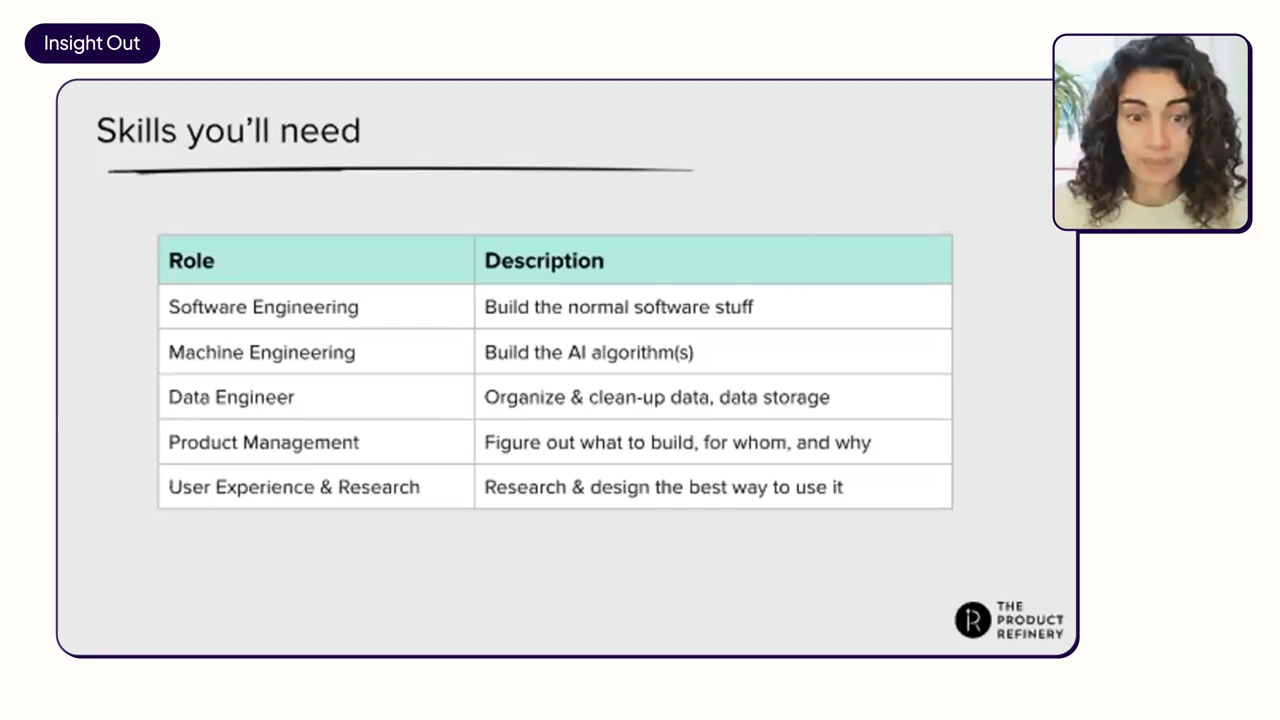 Insight Out
Skills you'll need
Role Description
Software Engineering Build the normal software stuff
Machine Engineering Build the AI algorithm(s)
Data Engineer Organize & clean-up data, data storage
Product Management Figure out what to build, for whom, and why
User Experience & Research Research & design the best way to use it
THE
PRODUCT
REFINERY